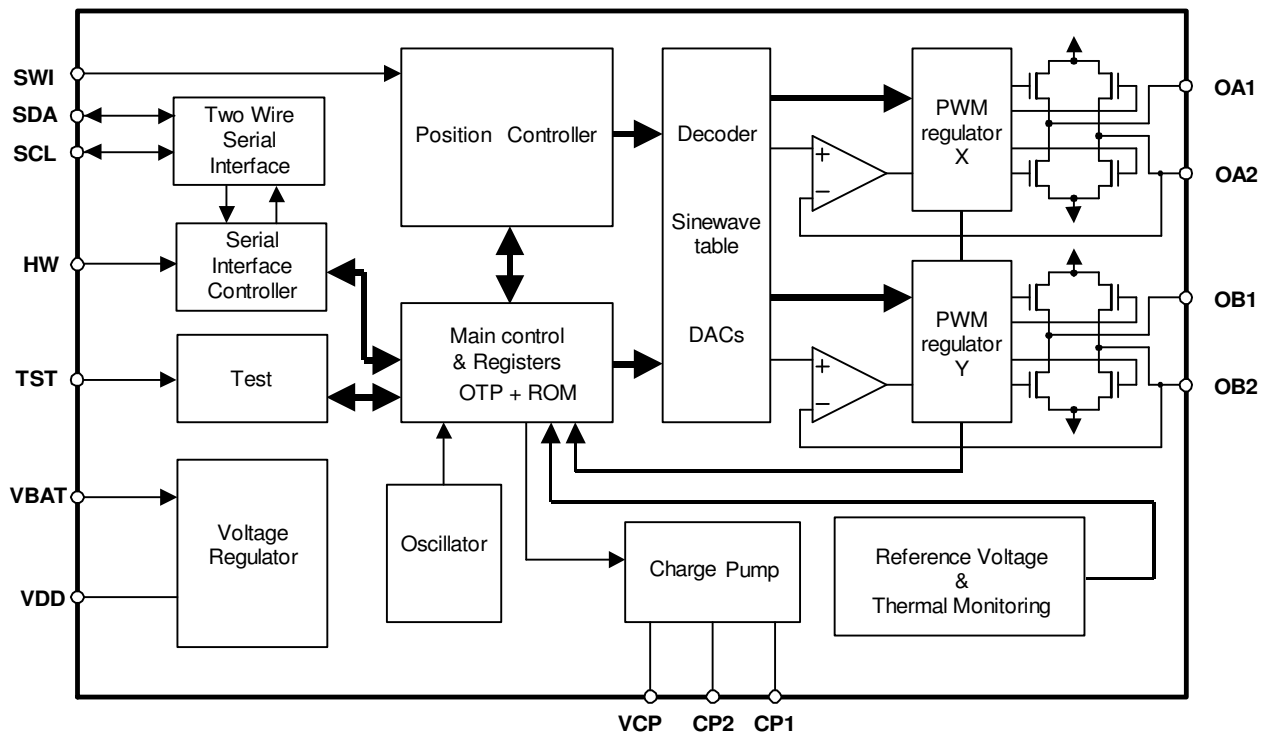 SWI
SDA
SCL
HW
TST
VBAT
VDD
Two Wire
Serial
Interface
Serial
Interface
Controller
Test
Voltage
Regulator
Position Controller
Main control
& Registers
OTP + ROM
Oscillator
Decoder
Sinewave
table
DACs
+
−
+
−
PWM
regulator
X
PWM
regulator
Y
Charge Pump
Reference Voltage
&
Thermal Monitoring
OA1
OA2
OB1
OB2
VCP
CP2
CP1